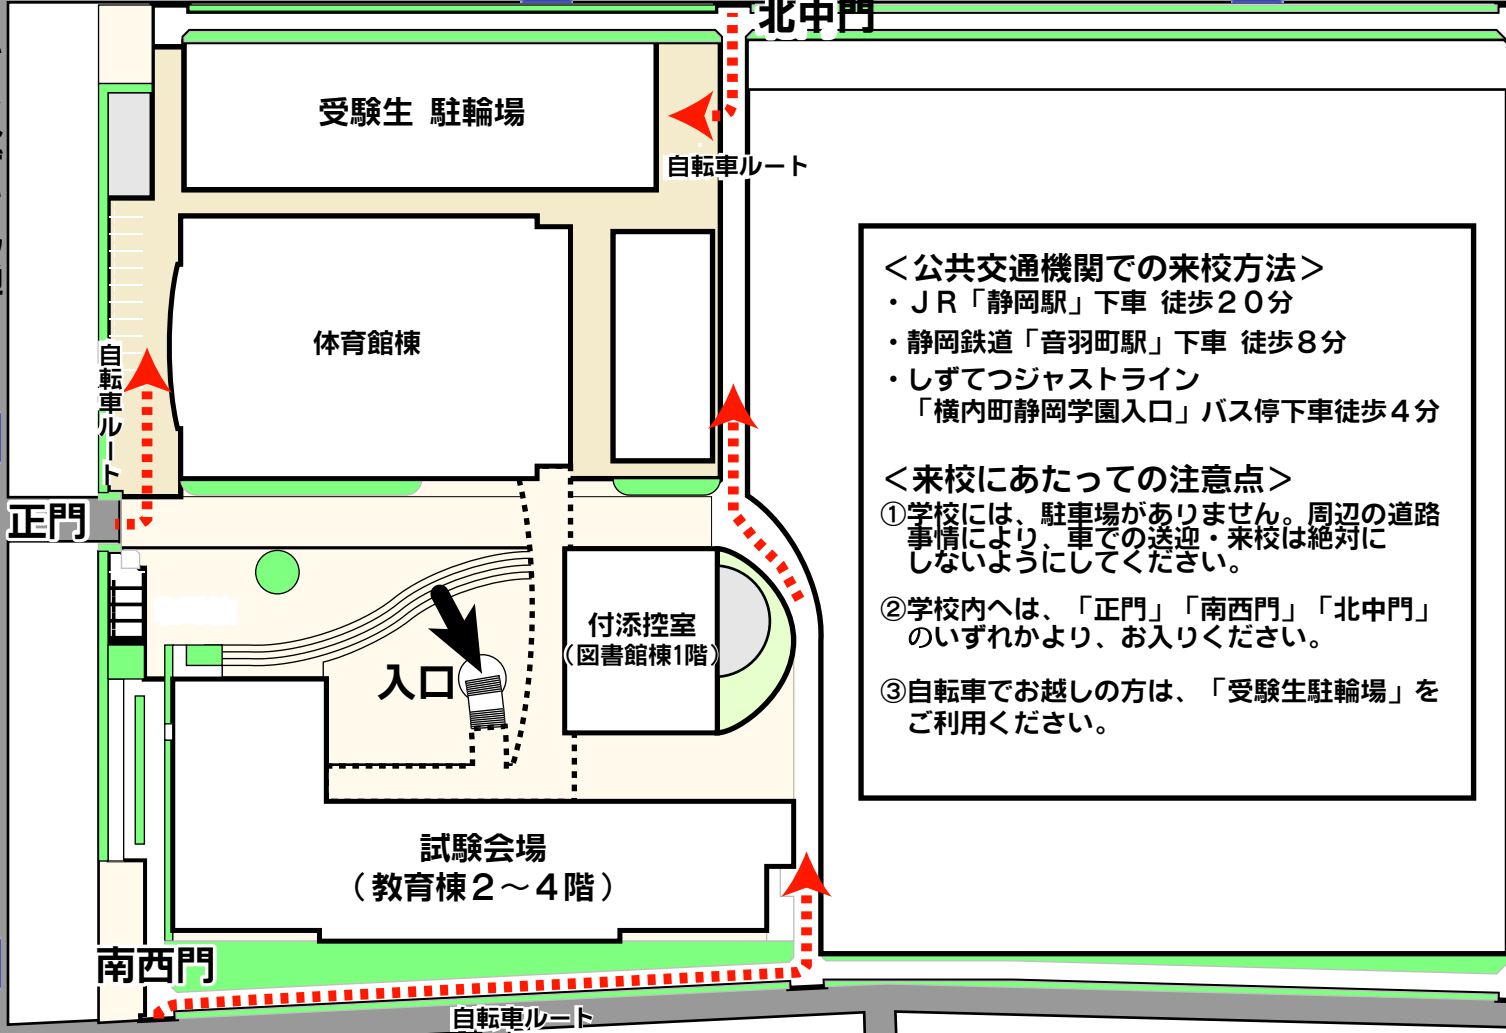 北中門
受験生 駐輪場
自転車ルート
体育館棟
自転車ルート
正門
付添控室
（図書館棟1階）
入口
試験会場
（教育棟２～４階）
南西門
自転車ルート
＜公共交通機関での来校方法＞
・ＪＲ「静岡駅」下車 徒歩２０分
・静岡鉄道「音羽町駅」下車 徒歩８分
・しずてつジャストライン
「横内町静岡学園入口」バス停下車徒歩４分
＜来校にあたっての注意点＞
①学校には、駐車場がありません。周辺の道路
事情により、車での送迎・来校は絶対に
しないようにしてください。
②学校内へは、「正門」「南西門」「北中門」
のいずれかより、お入りください。
③自転車でお越しの方は、「受験生駐輪場」を
ご利用ください。